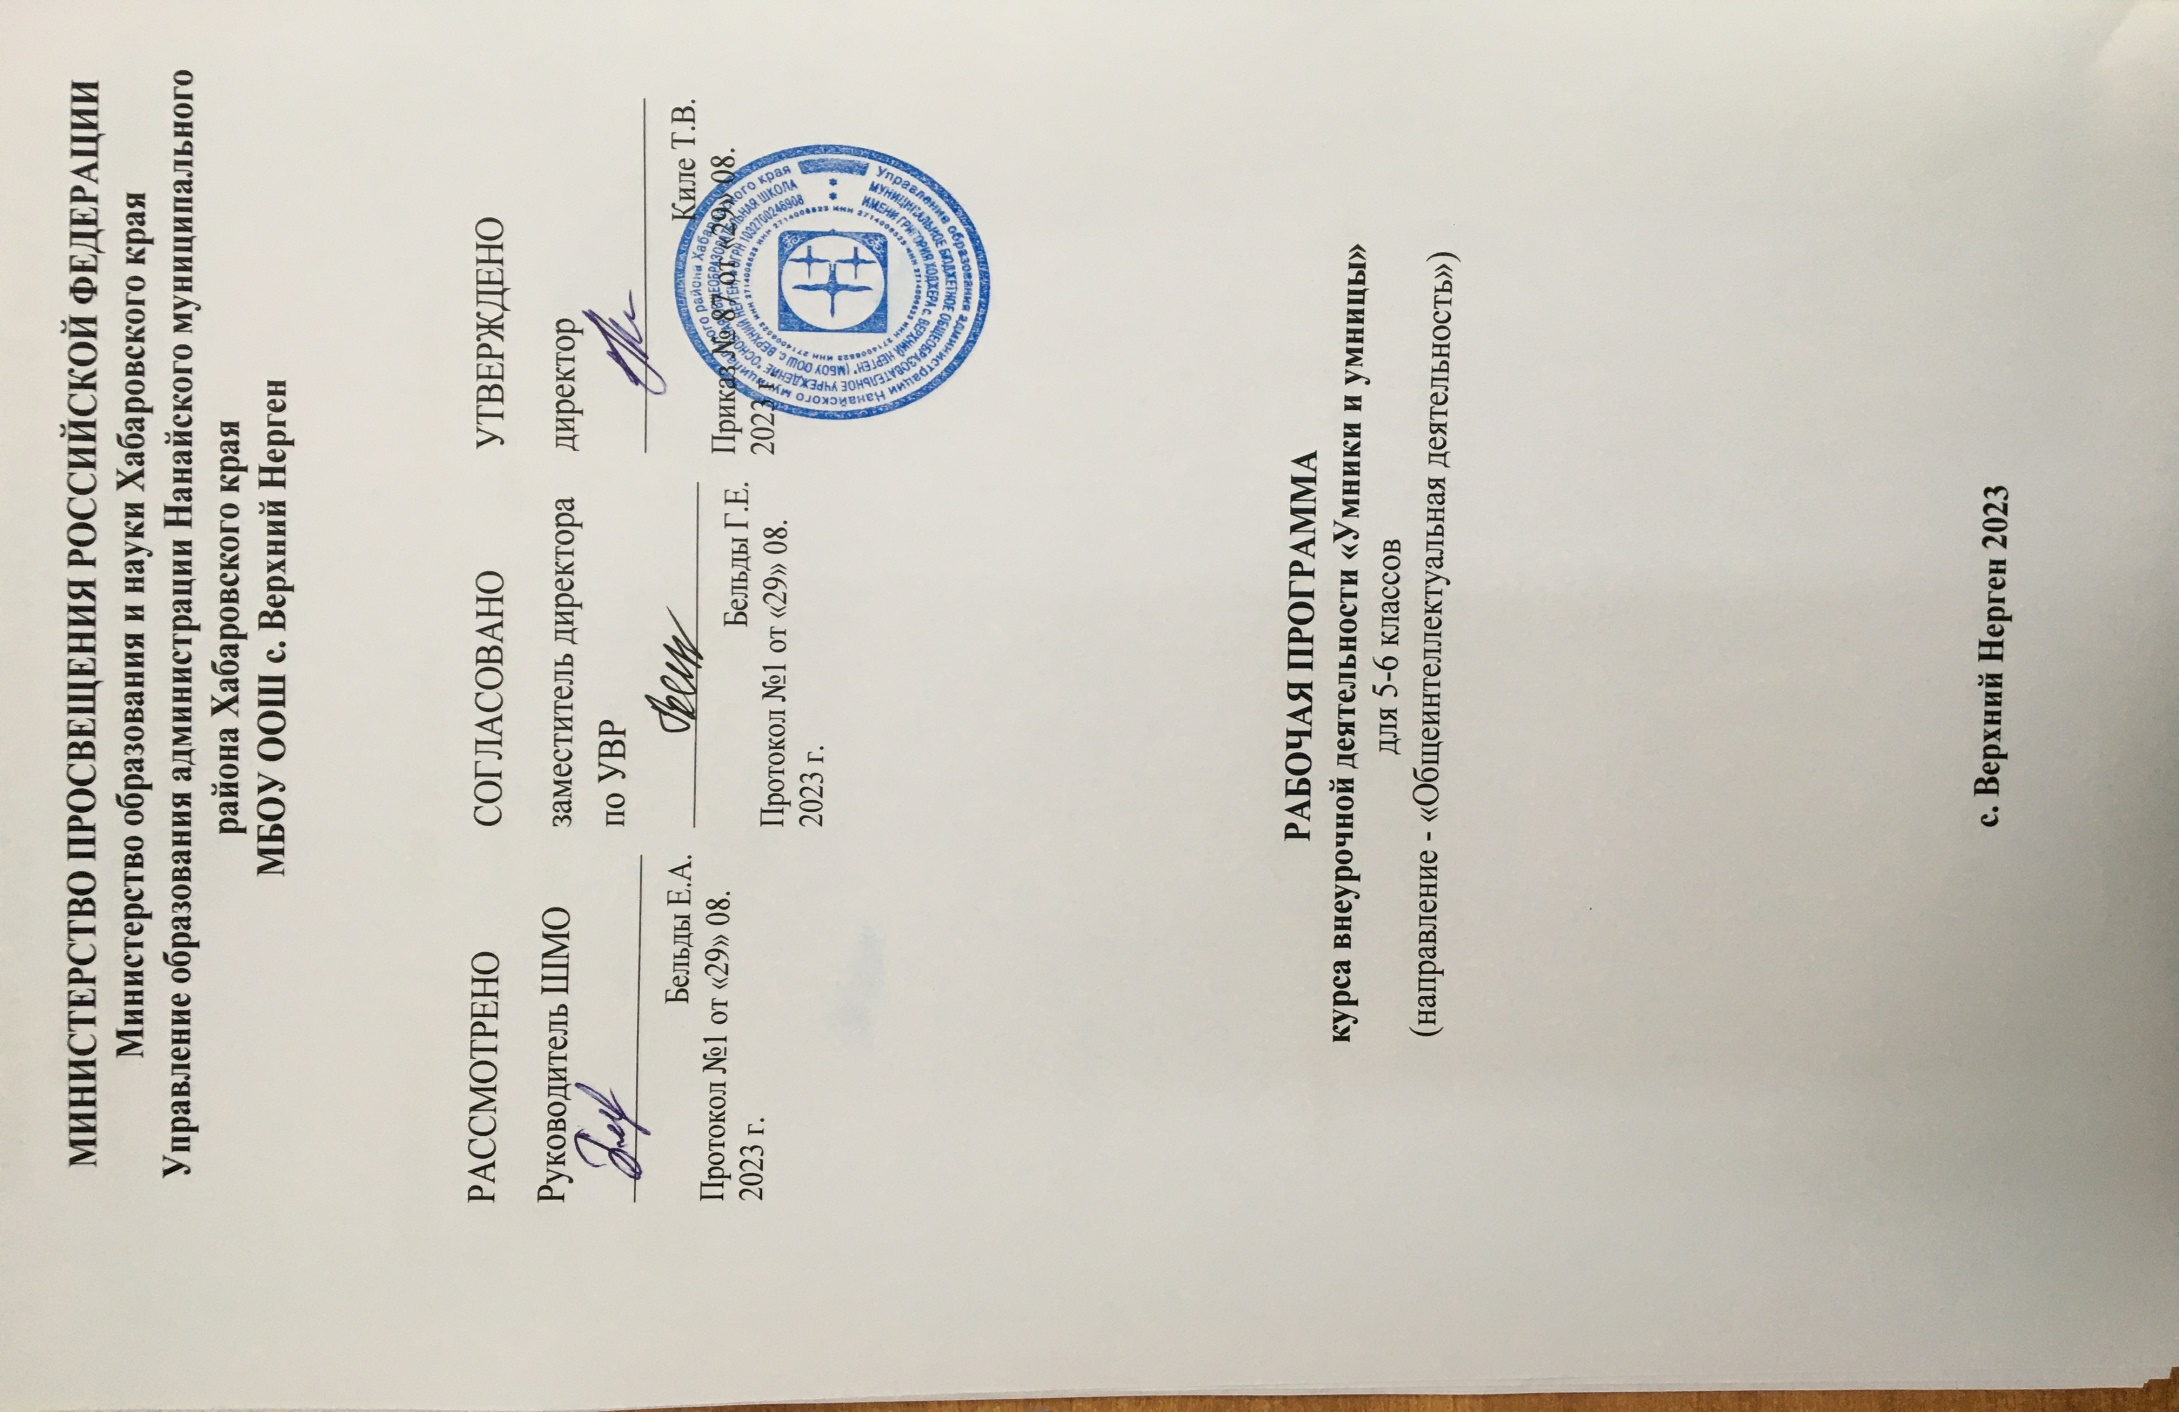 МИНИСТЕРСТВО ПРОСВЕЩЕНИЯ РОССИЙСКОЙ ФЕДЕРАЦИИ
Министерство образования и науки Хабаровского края
Управление образования администрации Нанайского муниципального
района Хабаровского края
МБОУ ООШ с. Верхний Нерген
РАССМОТРЕНО
Руководитель ШМО
Бельды Е.А.
Протокол №1 от «29» 08.
2023 г.
СОГЛАСОВАНО
заместитель директора
по УВР
Бельды Г.Е.
Протокол №1 от «29» 08.
2023 г.
УТВЕРЖДЕНО
директор
Киле Т.В.
Приказ № 87 от «29» 08.
2023 г
РАБОЧАЯ ПРОГРАММА
курса внеурочной деятельности «Умники и умницы»
для 5-6 классов
(направление - «Общеинтеллектуальная деятельность»)
с. Верхний Нерген 2023